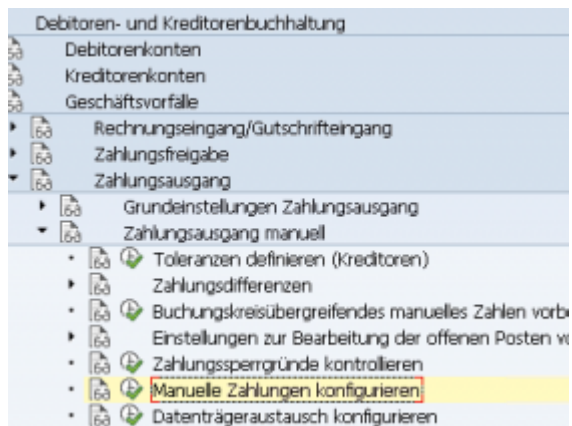 Debitoren- und Kreditorenbuchhaltung
Debitorenkonten
Kreditorenkonten
Geschäftsvorfälle
Rechnungseingang/Gutschrifteingang
Zahlungsfreigabe
Zahlungsausgang
Grundeinstellungen Zahlungsausgang
Zahlungsausgang manuell
Toleranzen definieren (Kreditoren)
Zahlungsdifferenzen
Buchungskreisübergreifendes manuelles Zahlen vorbe
Einstellungen zur Bearbeitung der offenen Posten vo
Zahlungssperrgründe kontrollieren
Manuelle Zahlungen konfigurieren
Datenträgeraustausch konfigurieren